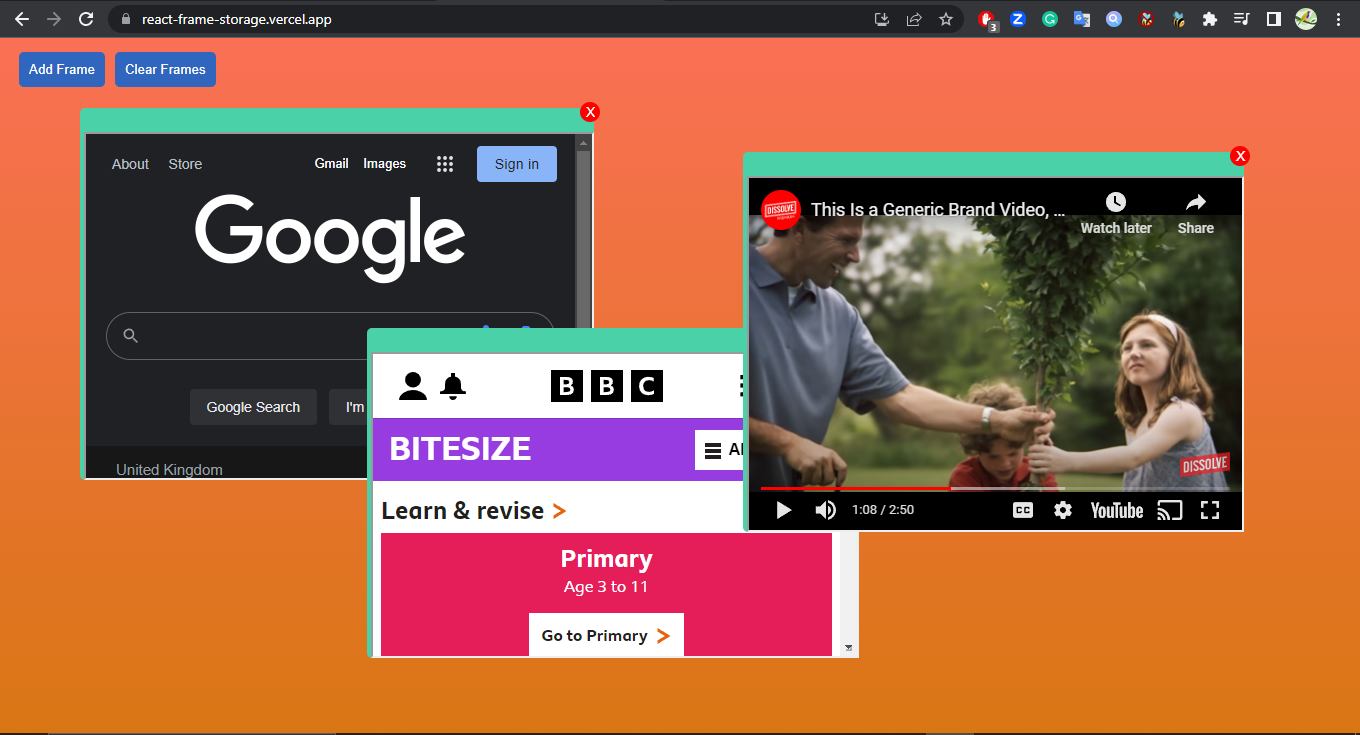 react-frame-storage.vercel.app
3
Add Frame
Clear Frames
X
About
Store
Gmail
Images
Sign in
Google
Google Search
I'm
United Kingdom
BBC
BITESIZE
Learn & revise >
Primary
Age 3 to 11
Go to Primary >
X
DISSOLVE
This Is a Generic Brand Video, ...
Watch later
Share
DISSOLVE
1:08 / 2:50
CC
YouTube